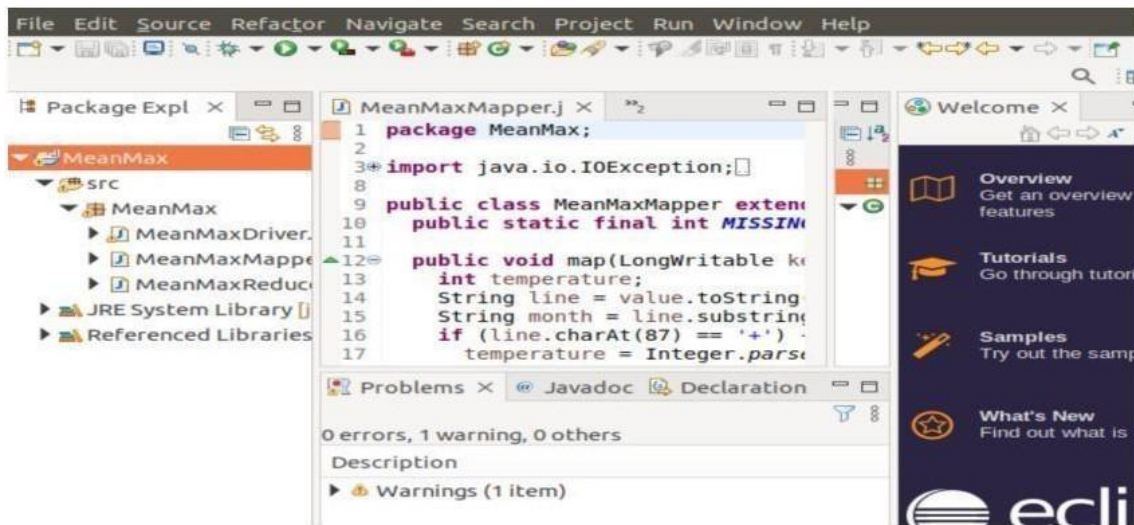 File Edit Source Refactor Navigate Search Project Run Window Help
Package Expl
MeanMax
src
MeanMax
MeanMaxDriver.
MeanMaxMappe
MeanMaxReduc
JRE System Library [j
Referenced Libraries
MeanMaxMapper.j
»2
1 package MeanMax;
2
3 import java.io.IOException;
8
9 public class MeanMaxMapper extend
10 public static final int MISSIN
11
12 public void map(LongWritable ke
13 int temperature;
14 String line = value.toString
15 String month = line.substring
16 if (line.charAt(87) == '+')
17 temperature = Integer.parse
Problems Javadoc Declaration
0 errors, 1 warning, 0 others
Description
Warnings (1 item)
Welcome
Overview
Get an overview
features
Tutorials
Go through tutori
Samples
Try out the samp
What's New
Find out what is
ecli